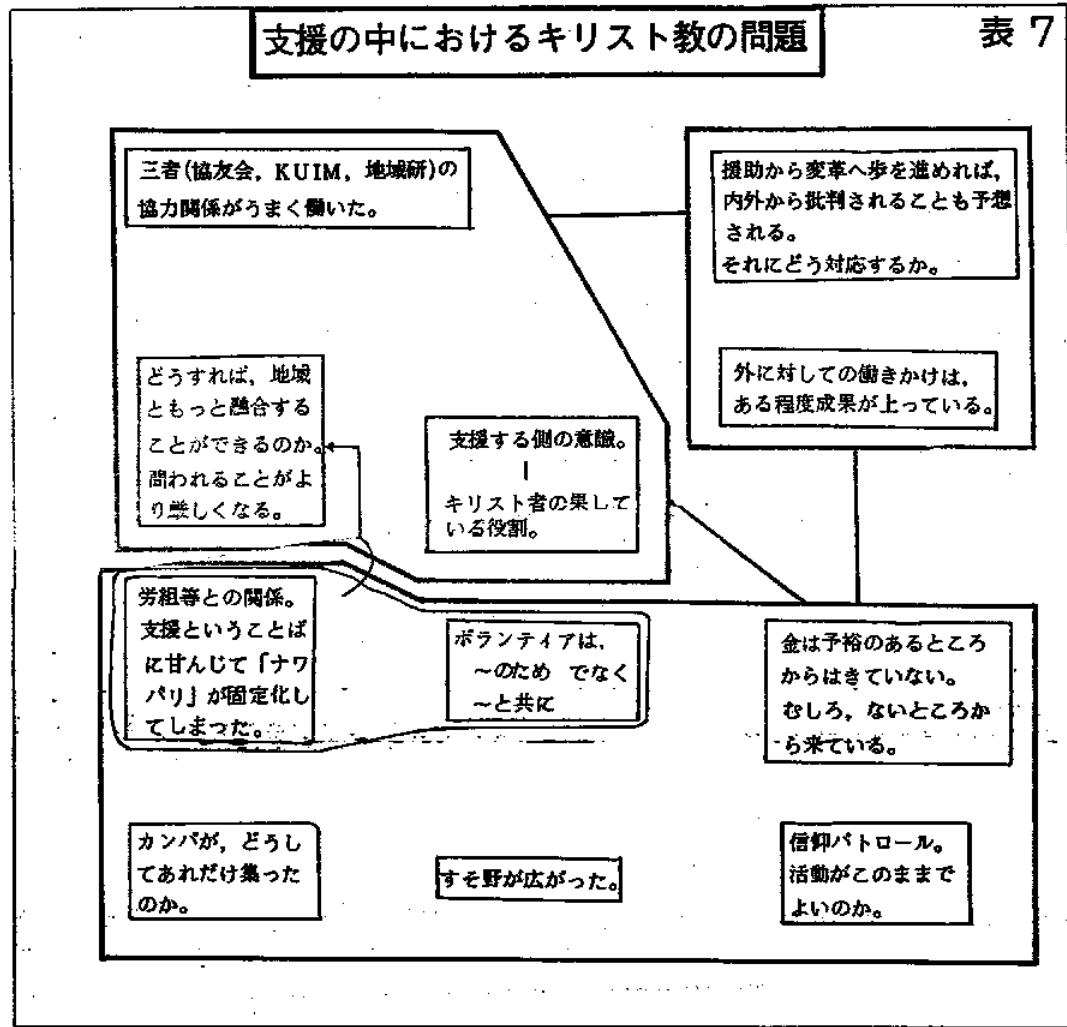 支援の中におけるキリスト教の問題
表7
三者(協友会,KUIM,地域研)の
協力関係がうまく働いた。
援助から変革へ歩を進めれば,
内外から批判されることも予想
される。
それにどう対応するか。
どうすれば,地域
ともっと融合する
ことができるのか。
問われることがよ
り厳しくなる。
支援する側の意識。
|
キリスト者の果して
いる役割。
外に対しての働きかけは,
ある程度成果が上っている。
労組等との関係。
支援ということば
に甘んじて「ナワ
バリ」が固定化し
てしまった。
ボランティアは,
~のため でなく
~と共に
金は予裕のあるところ
からはきていない。
むしろ,ないところか
ら来ている。
カンパが,どうし
てあれだけ集った
のか。
すそ野が広がった。
信仰パトロール。
活動がこのままで
よいのか。